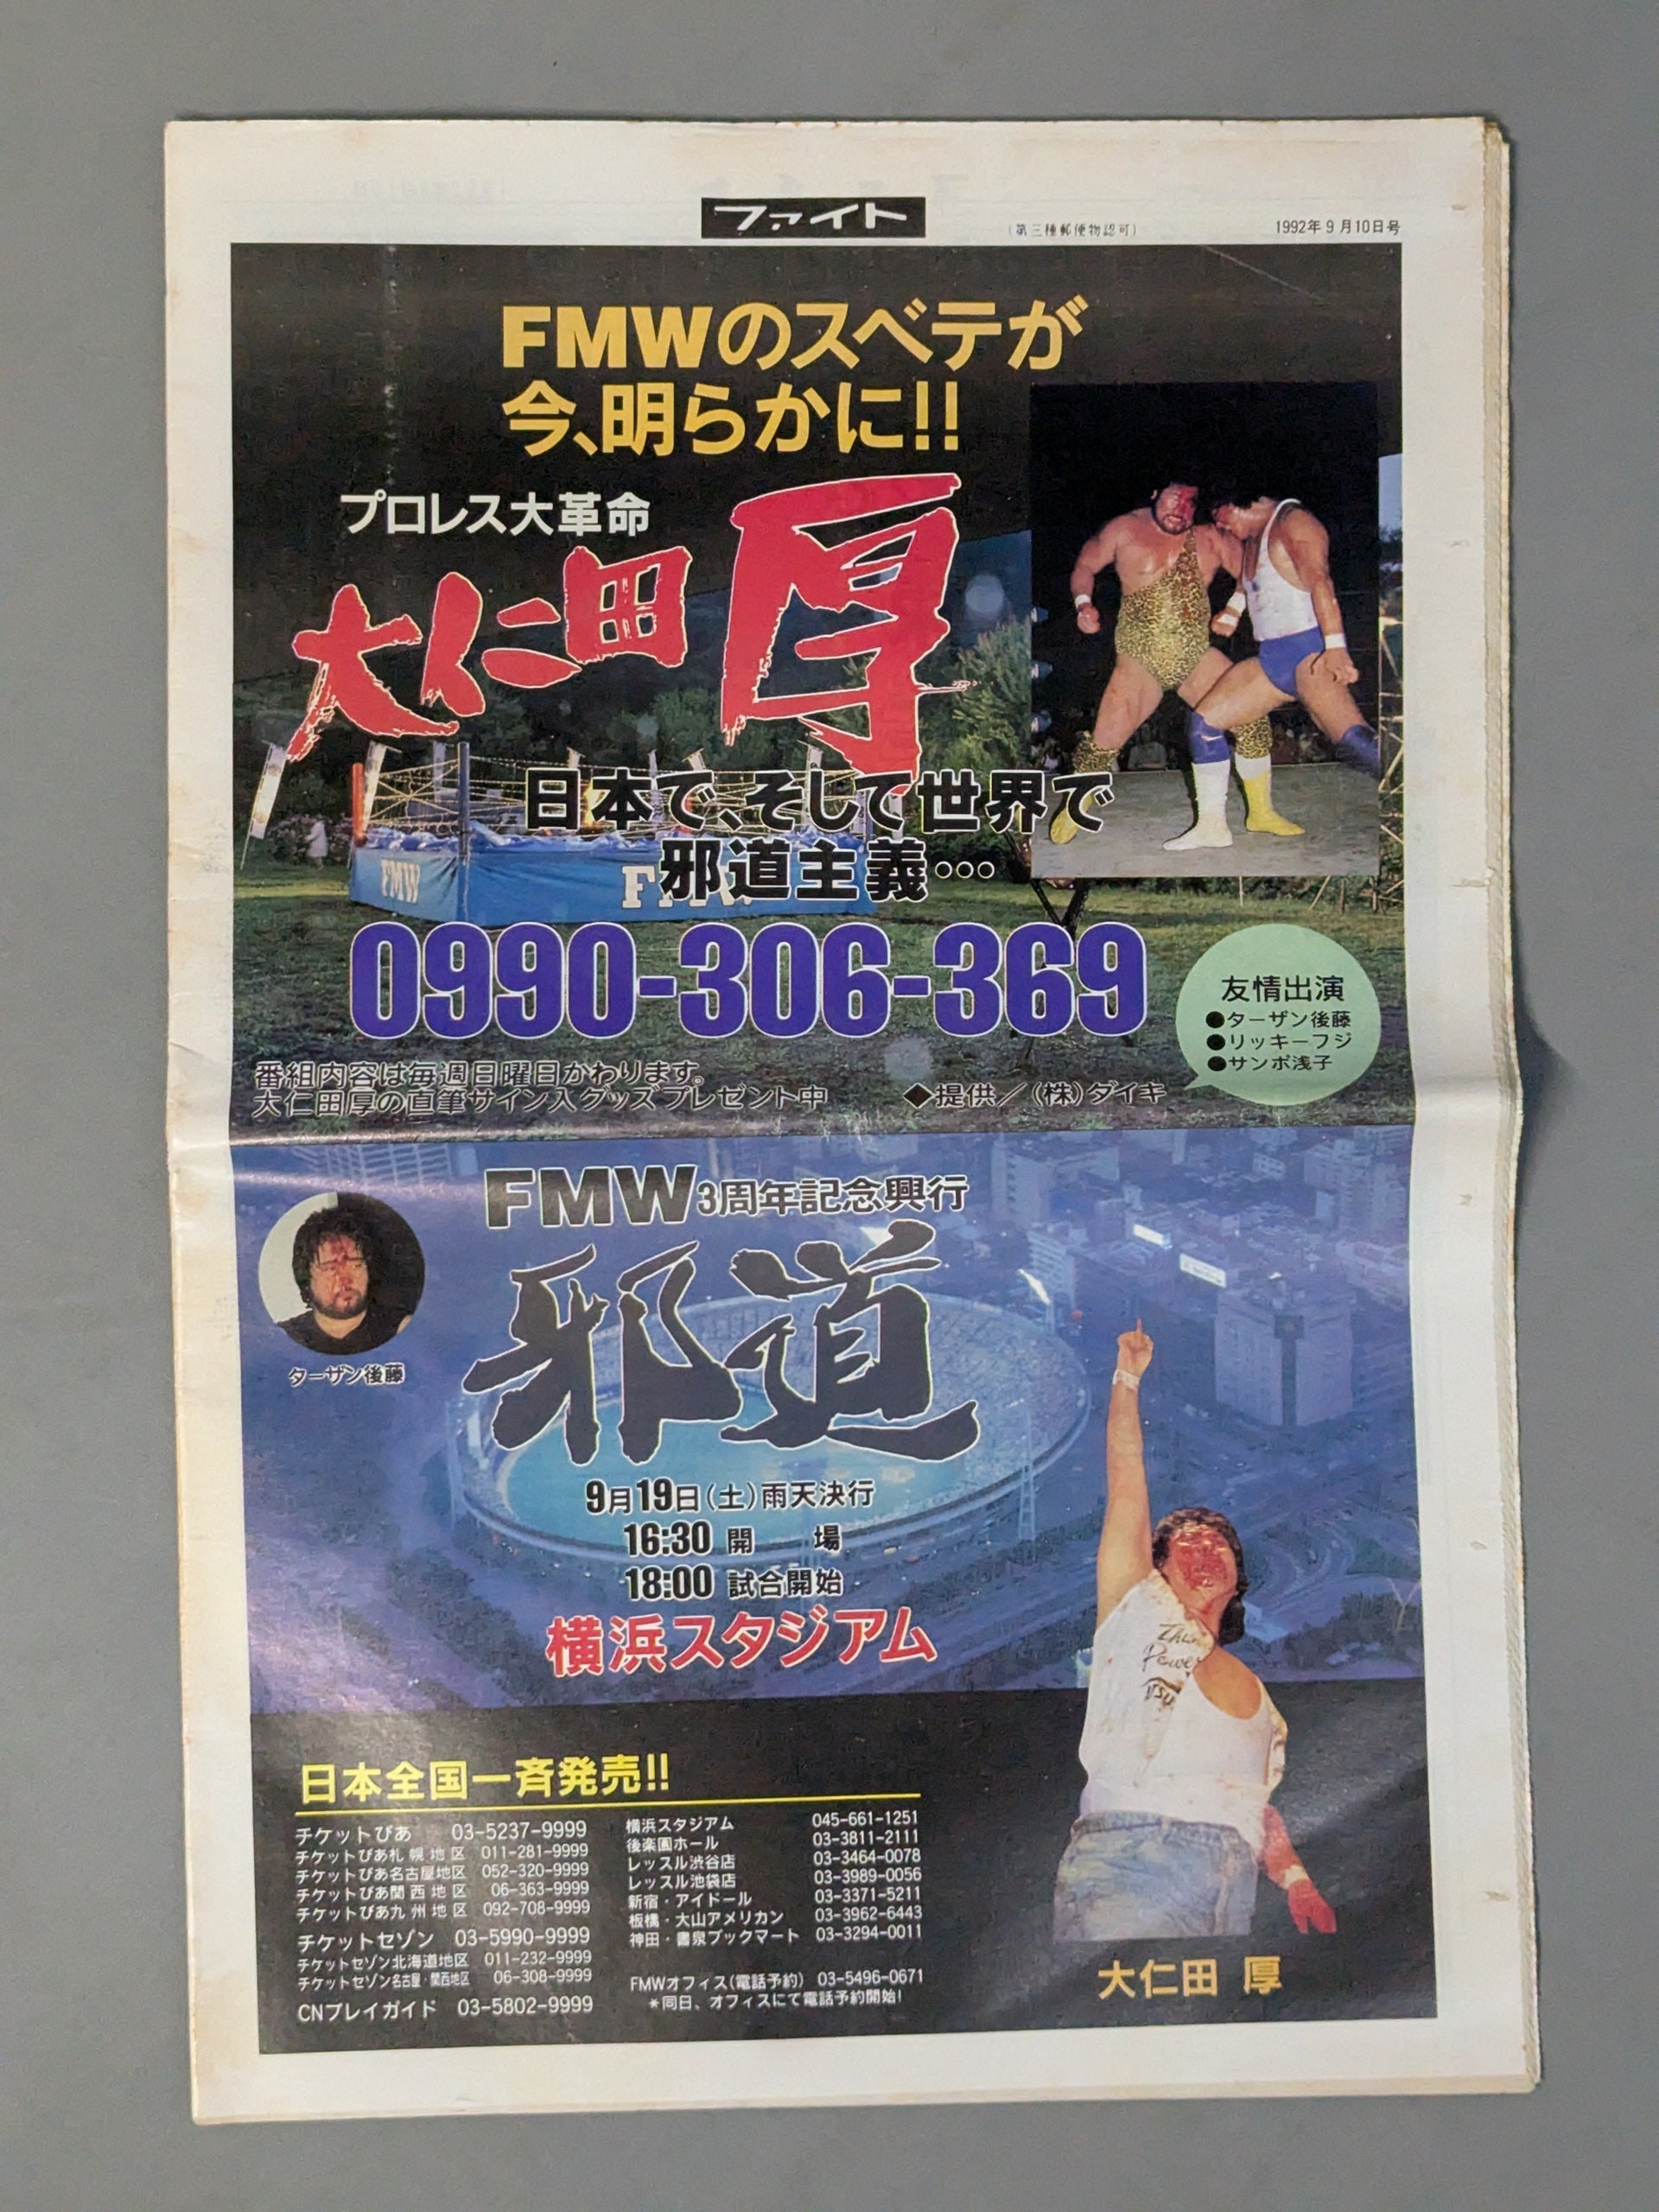 ファイト
（第三種郵便物認可）
1992年9月10日号
FMWのスベテが
今、明らかに!!
プロレス大革命
大仁田厚
FMW
日本で、そして世界で
邪道主義…
0990-306-369
友情出演
●ターザン後藤
●リッキーフジ
●サンボ浅子
番組内容は毎週日曜日かわります。
大仁田厚の直筆サイン入グッズプレゼント中
◆提供／（株）ダイキ
FMW3周年記念興行
邪道
ターザン後藤
9月19日（土）雨天決行
16:30 開場
18:00 試合開始
横浜スタジアム
日本全国一斉発売!!
チケットぴあ 03-5237-9999
チケットぴあ札幌地区 011-281-9999
チケットぴあ名古屋地区 052-320-9999
チケットぴあ関西地区 06-363-9999
チケットぴあ九州地区 092-708-9999
チケットセゾン 03-5990-9999
チケットセゾン北海道地区 011-232-9999
チケットセゾン名古屋・関西地区 06-308-9999
CNプレイガイド 03-5802-9999
横浜スタジアム 045-661-1251
後楽園ホール 03-3811-2111
レッスル渋谷店 03-3464-0078
レッスル池袋店 03-3989-0056
新宿・アイドール 03-3371-5211
板橋・大山アメリカン 03-3962-6443
神田・書泉ブックマート 03-3294-0011
FMWオフィス（電話予約） 03-5496-0671
＊同日、オフィスにて電話予約開始!
大仁田 厚